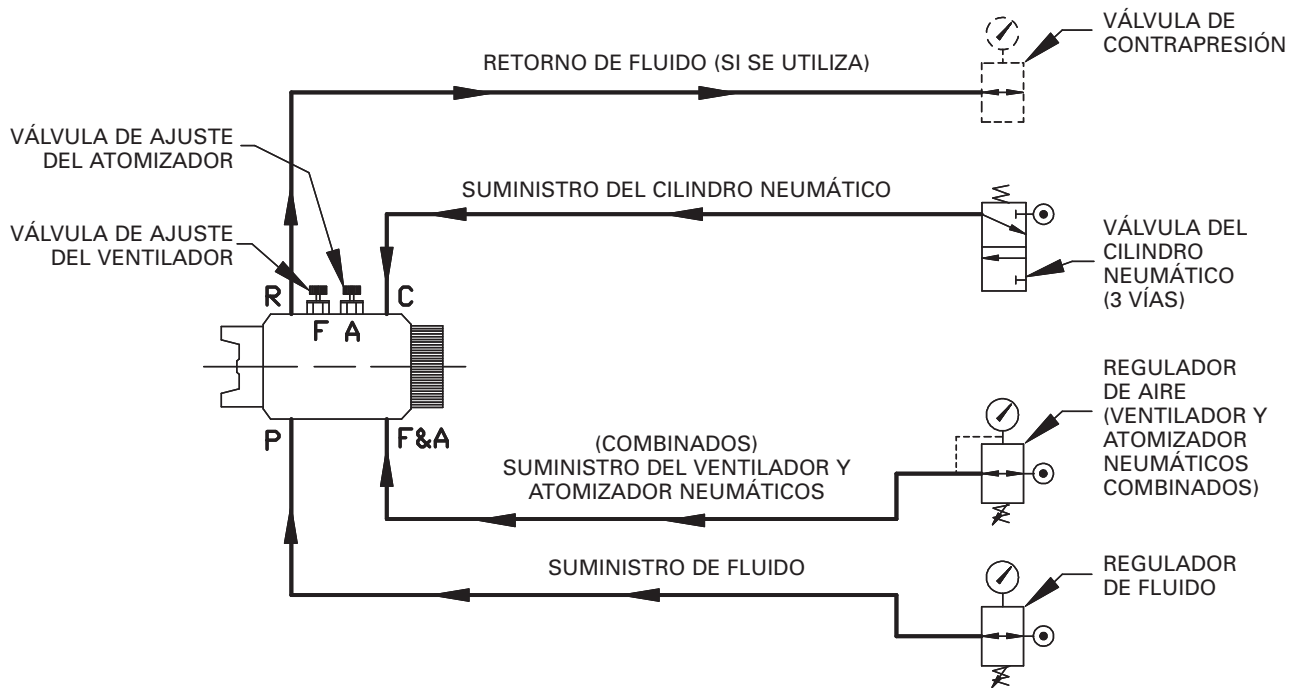 VÁLVULA DE
CONTRAPRESIÓN
RETORNO DE FLUIDO (SI SE UTILIZA)
VÁLVULA DE AJUSTE
DEL ATOMIZADOR
SUMINISTRO DEL CILINDRO NEUMÁTICO
VÁLVULA DE AJUSTE
DEL VENTILADOR
VÁLVULA DEL
CILINDRO
NEUMÁTICO
(3 VÍAS)
R
C
F A
P
F&A
(COMBINADOS)
SUMINISTRO DEL VENTILADOR Y
ATOMIZADOR NEUMÁTICOS
REGULADOR
DE AIRE
(VENTILADOR Y
ATOMIZADOR
NEUMÁTICOS
COMBINADOS)
SUMINISTRO DE FLUIDO
REGULADOR
DE FLUIDO